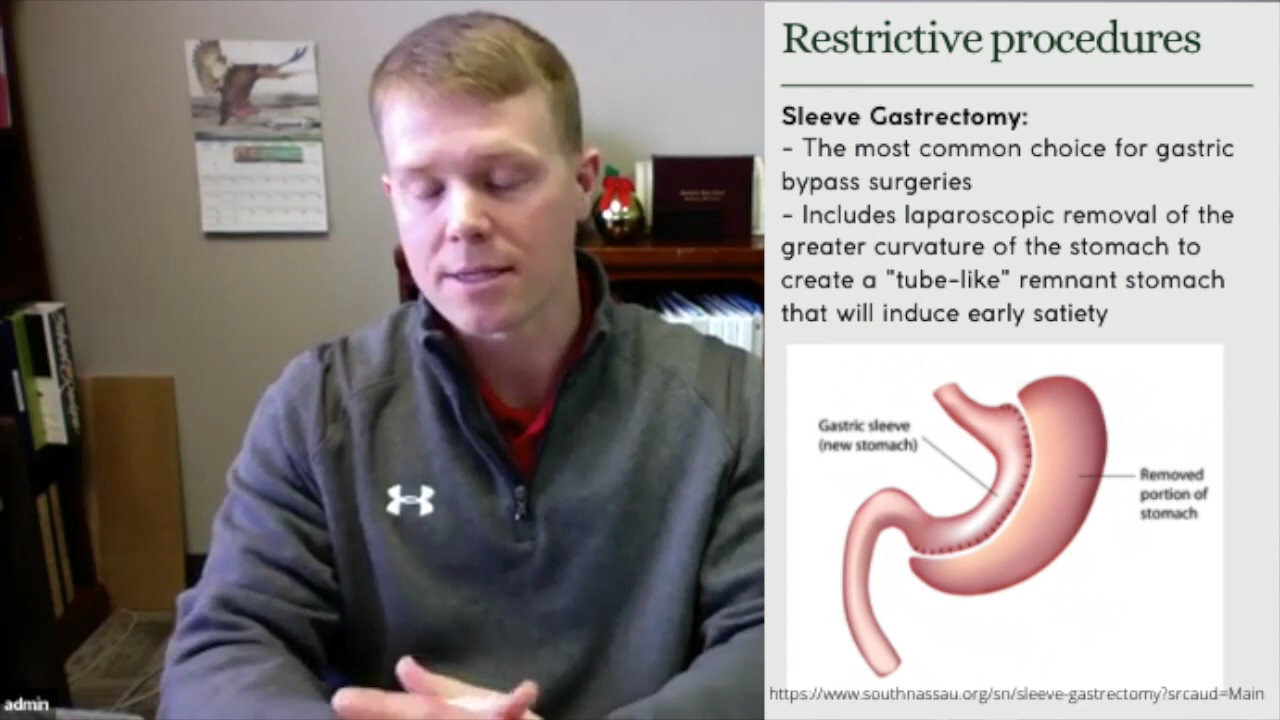 Restrictive procedures
Sleeve Gastrectomy:
- The most common choice for gastric
bypass surgeries
- Includes laparoscopic removal of the
greater curvature of the stomach to
create a "tube-like" remnant stomach
that will induce early satiety
Gastric sleeve
(new stomach)
Removed
portion of
stomach
https://www.southnassau.org/sn/sleeve-gastrectomy?srcaud=Main
admin